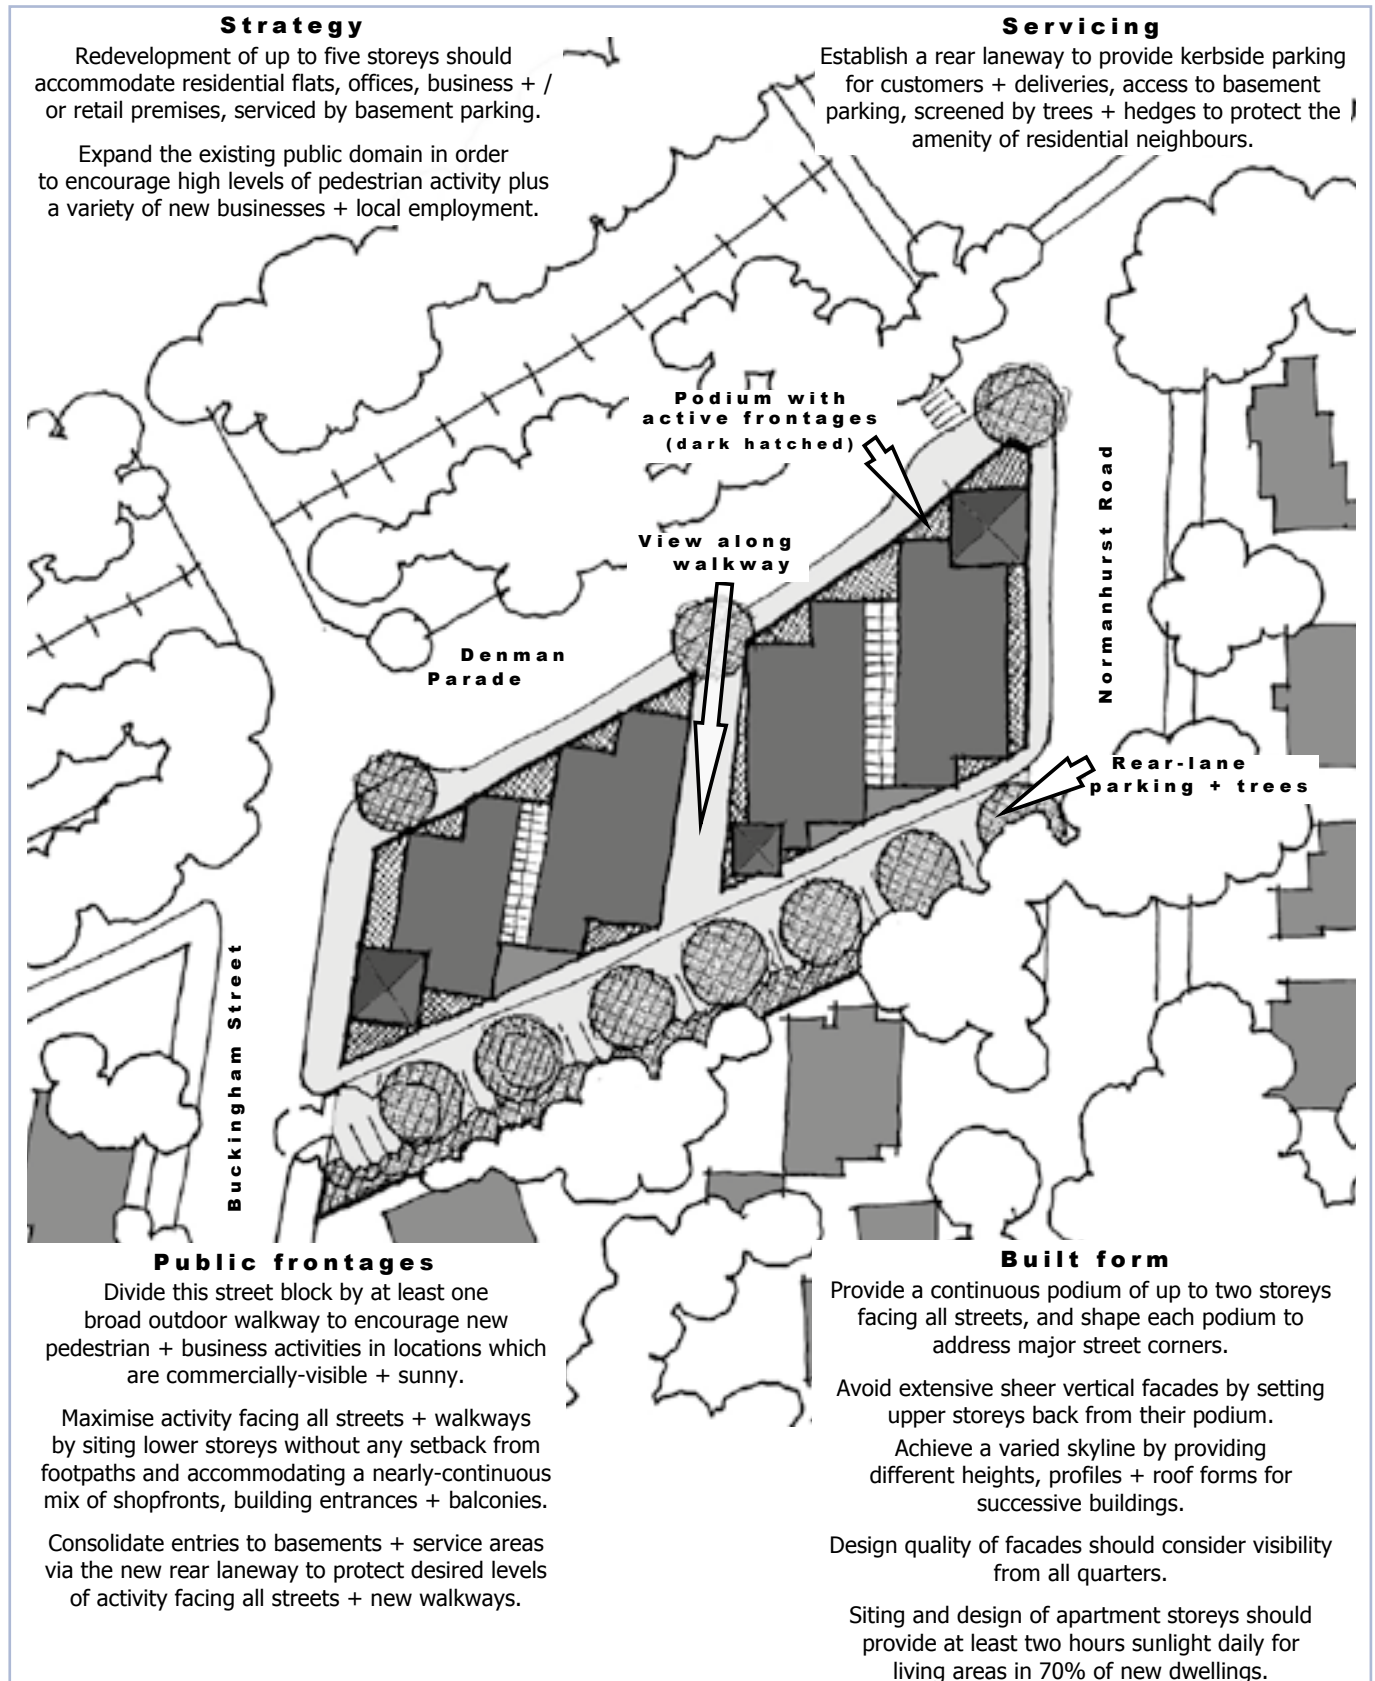 Strategy
Redevelopment of up to five storeys should
accommodate residential flats, offices, business + /
or retail premises, serviced by basement parking.
Expand the existing public domain in order
to encourage high levels of pedestrian activity plus
a variety of new businesses + local employment.
Servicing
Establish a rear laneway to provide kerbside parking
for customers + deliveries, access to basement
parking, screened by trees + hedges to protect the
amenity of residential neighbours.
Podium with
active frontages
(dark hatched)
View along
walkway
Denman
Parade
Normanhurst Road
Rear-lane
parking + trees
Buckingham Street
Public frontages
Divide this street block by at least one
broad outdoor walkway to encourage new
pedestrian + business activities in locations which
are commercially-visible + sunny.
Maximise activity facing all streets + walkways
by siting lower storeys without any setback from
footpaths and accommodating a nearly-continuous
mix of shopfronts, building entrances + balconies.
Consolidate entries to basements + service areas
via the new rear laneway to protect desired levels
of activity facing all streets + new walkways.
Built form
Provide a continuous podium of up to two storeys
facing all streets, and shape each podium to
address major street corners.
Avoid extensive sheer vertical facades by setting
upper storeys back from their podium.
Achieve a varied skyline by providing
different heights, profiles + roof forms for
successive buildings.
Design quality of facades should consider visibility
from all quarters.
Siting and design of apartment storeys should
provide at least two hours sunlight daily for
living areas in 70% of new dwellings.